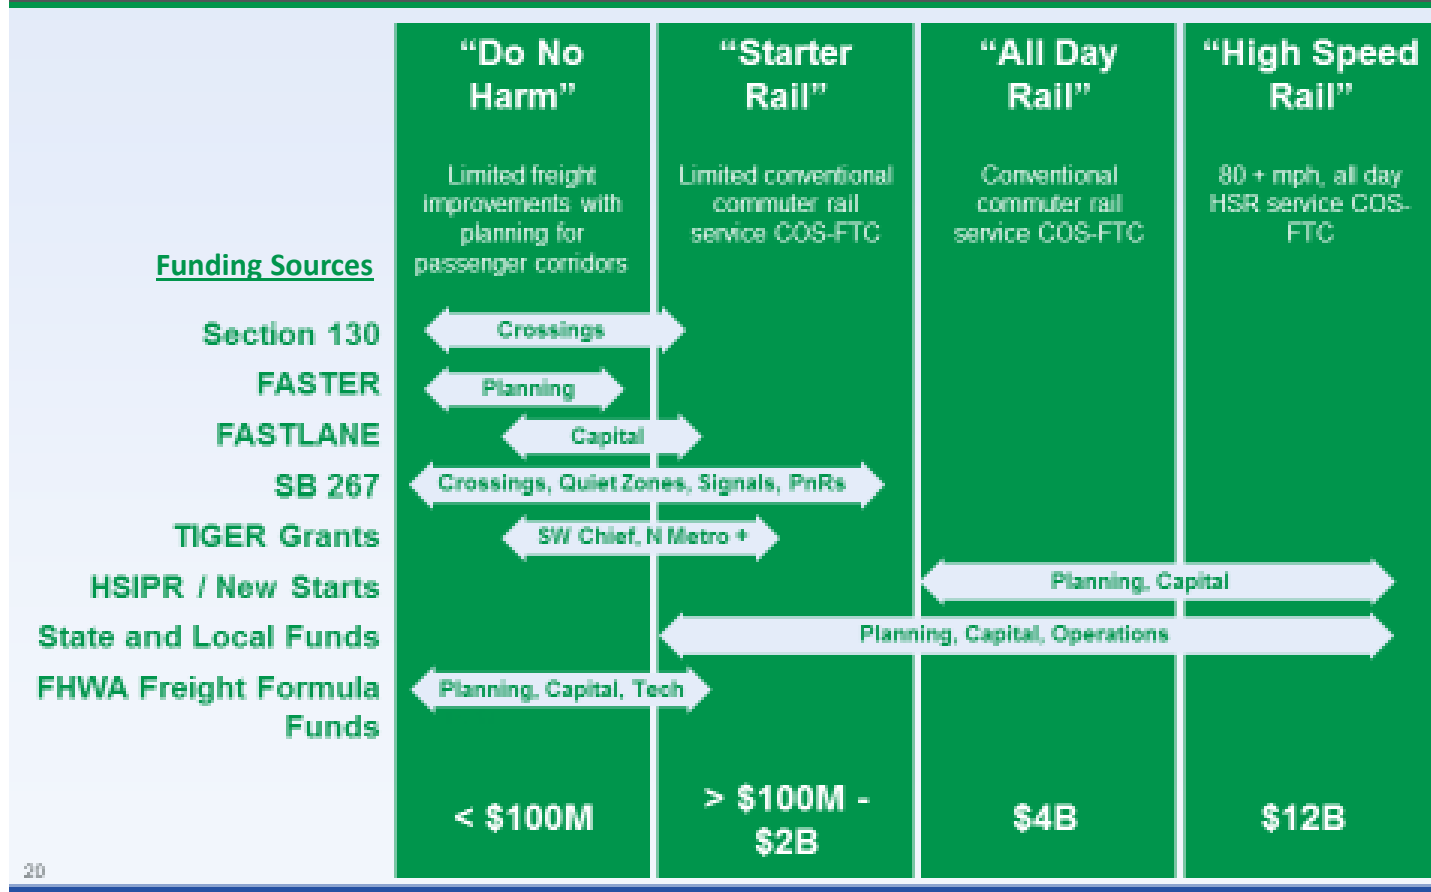 “Do No
Harm”
“Starter
Rail”
“All Day
Rail”
“High Speed
Rail”
Limited freight
improvements with
planning for
passenger corridors
Limited conventional
commuter rail
service COS-FTC
Conventional
commuter rail
service COS-FTC
80 + mph, all day
HSR service COS-
FTC
Funding Sources
Section 130
Crossings
FASTER
Planning
FASTLANE
Capital
SB 267
Crossings, Quiet Zones, Signals, PnRs
TIGER Grants
SW Chief, N Metro +
HSIPR / New Starts
Planning, Capital
State and Local Funds
Planning, Capital, Operations
FHWA Freight Formula
Funds
Planning, Capital, Tech
< $100M
> $100M -
$2B
$4B
$12B
20